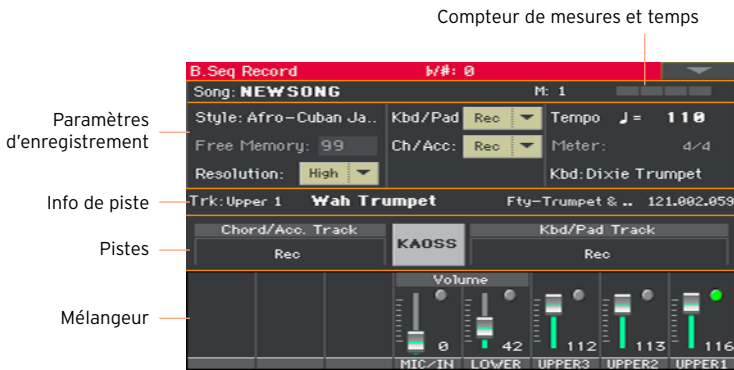 Compteur de mesures et temps
B.Seq Record ♭/#: 0
Song: NEWSONG M: 1
Paramètres d'enregistrement
Style: Afro-Cuban Ja.. Kbd/Pad Rec Tempo ♩= 110
Free Memory: 99 Ch/Acc: Rec Meter: 4/4
Resolution: High Kbd: Dixie Trumpet
Info de piste
Trk: Upper 1 Wah Trumpet Fty-Trumpet & .. 121.002.059
Pistes
Chord/Acc. Track KAOSS Kbd/Pad Track
Rec Rec
Mélangeur
Volume
0 42 112 113 116
MIC/IN LOWER UPPER3 UPPER2 UPPER1